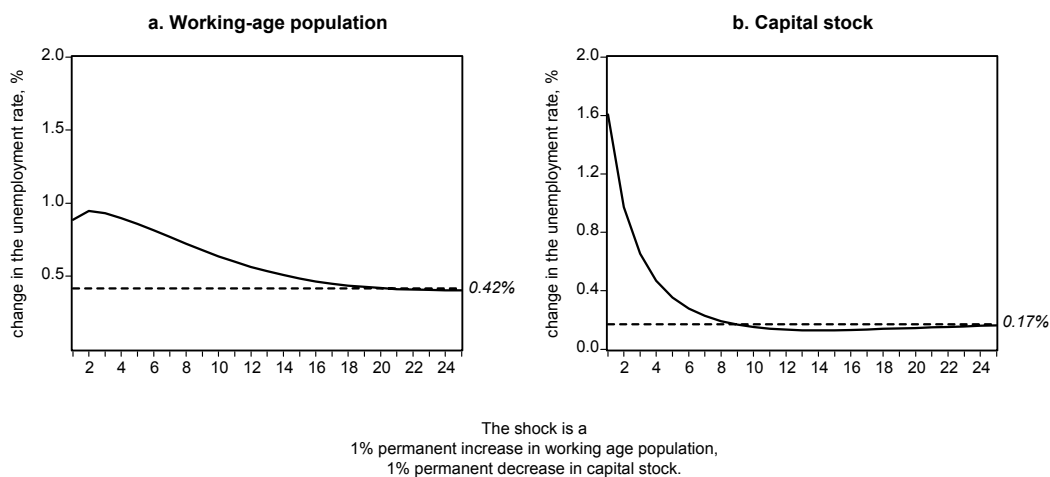 a. Working-age population
change in the unemployment rate, %
2.0
1.5
1.0
0.5
0.42%
2 4 6 8 10 12 14 16 18 20 22 24
b. Capital stock
change in the unemployment rate, %
2.0
1.6
1.2
0.8
0.4
0.0
0.17%
2 4 6 8 10 12 14 16 18 20 22 24
The shock is a
1% permanent increase in working age population,
1% permanent decrease in capital stock.